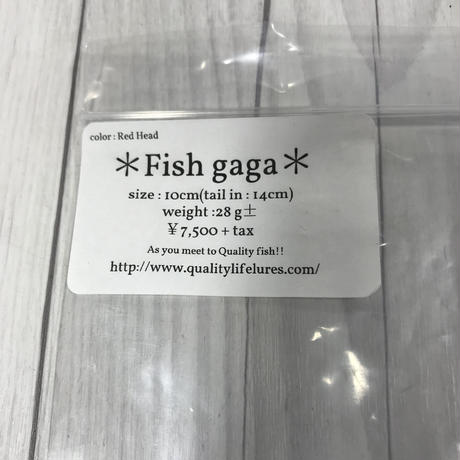 color : Red Head
＊Fish gaga＊
size : 10cm(tail in : 14cm)
weight :28 g±
￥7,500 + tax
As you meet to Quality fish!!
http://www.qualitylifelures.com/